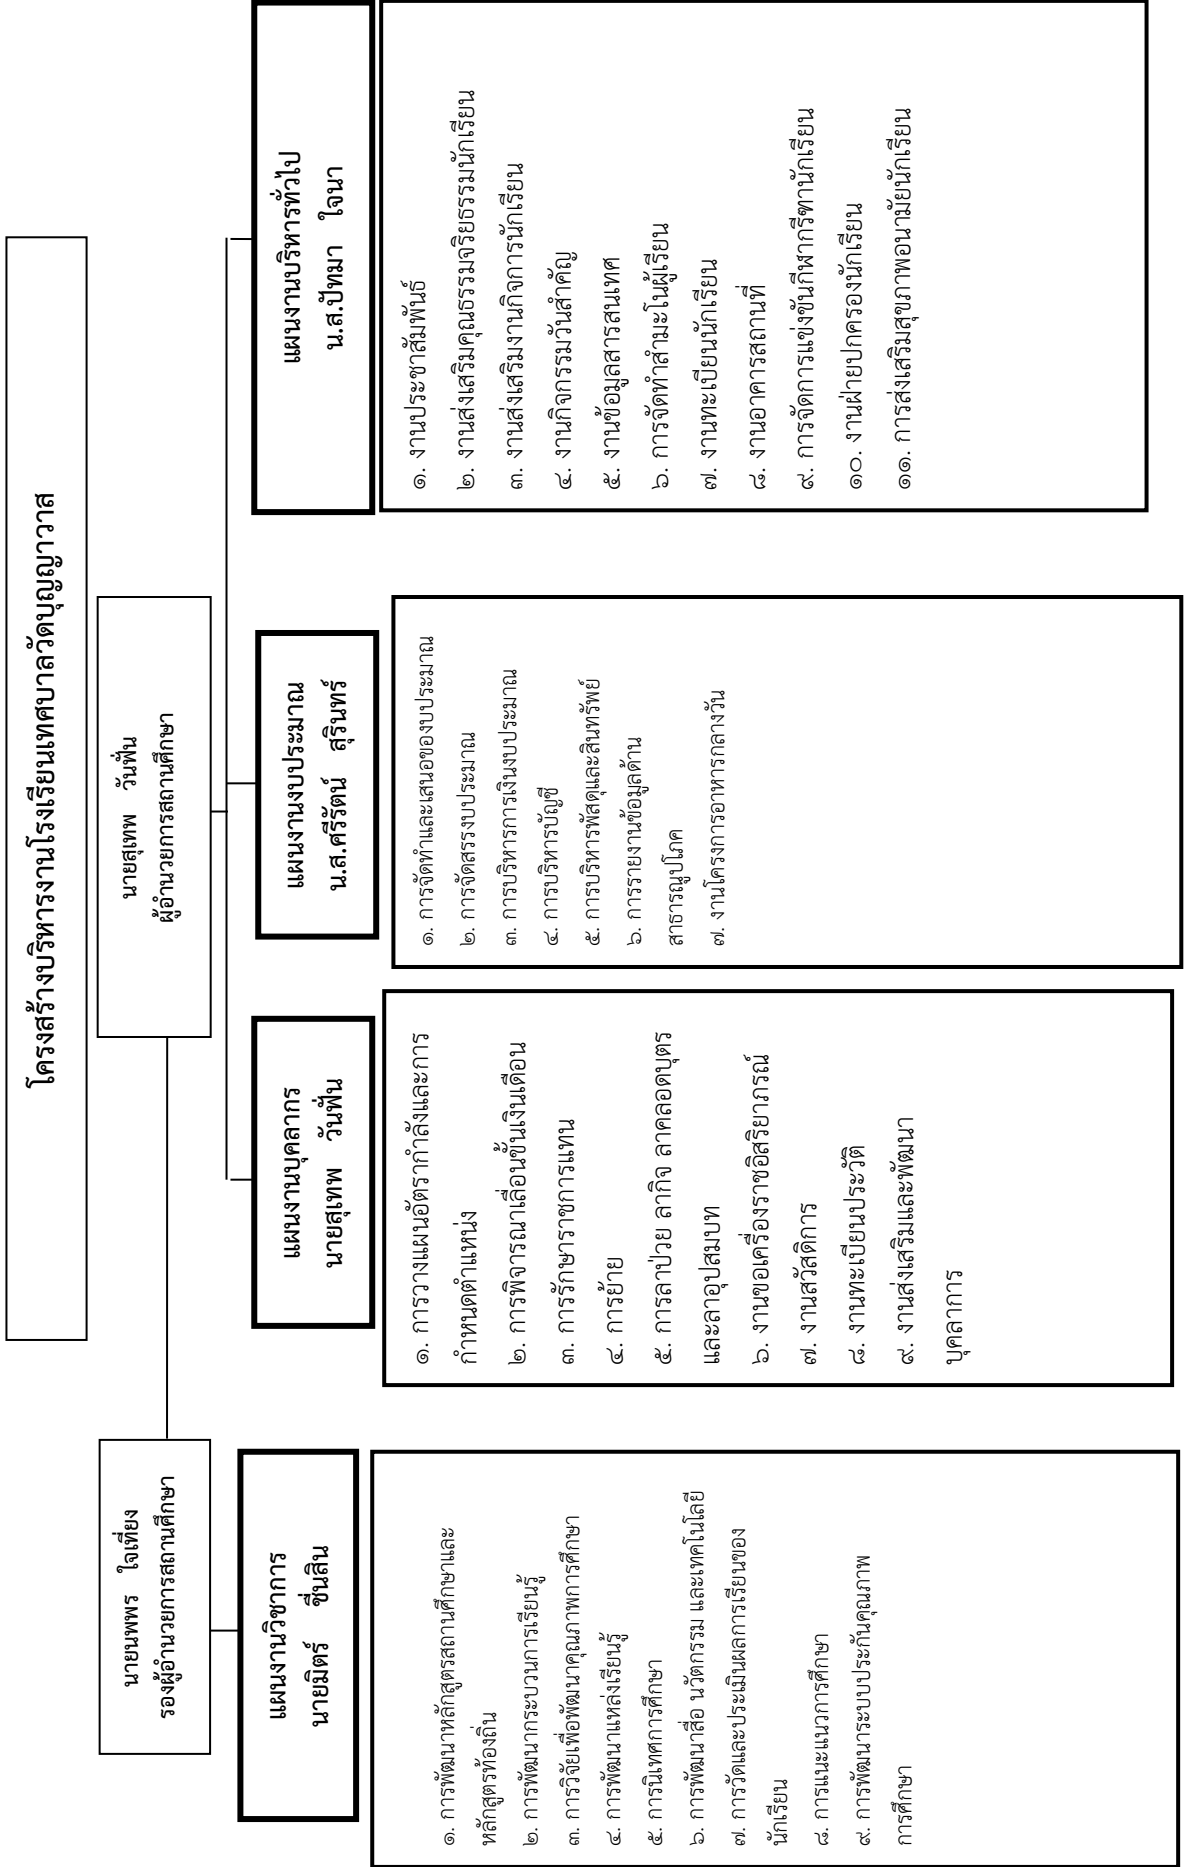 โครงสร้างบริหารงานโรงเรียนเทศบาลวัดบุญญาวาส
นายสุเทพ วันฟั่น
ผู้อำนวยการสถานศึกษา
นายนพพร ใจเที่ยง
รองผู้อำนวยการสถานศึกษา
แผนงานวิชาการ
นายมิตร์ ชื่นสิน
๑. การพัฒนาหลักสูตรสถานศึกษาและ
หลักสูตรท้องถิ่น
๒. การพัฒนากระบวนการเรียนรู้
๓. การวิจัยเพื่อพัฒนาคุณภาพการศึกษา
๔. การพัฒนาแหล่งเรียนรู้
๕. การนิเทศการศึกษา
๖. การพัฒนาสื่อ นวัตกรรม และเทคโนโลยี
๗. การวัดและประเมินผลการเรียนของ
นักเรียน
๘. การแนะแนวการศึกษา
๙. การพัฒนาระบบประกันคุณภาพ
การศึกษา
แผนงานบุคลากร
นายสุเทพ วันฟั่น
๑. การวางแผนอัตรากำลังและการ
กำหนดตำแหน่ง
๒. การพิจารณาเลื่อนขั้นเงินเดือน
๓. การรักษาราชการแทน
๔. การย้าย
๕. การลาป่วย ลากิจ ลาคลอดบุตร
และลาอุปสมบท
๖. งานขอเครื่องราชอิสริยาภรณ์
๗. งานสวัสดิการ
๘. งานทะเบียนประวัติ
๙. งานส่งเสริมและพัฒนา
บุคลาการ
แผนงานงบประมาณ
น.ส.ศรีรัตน์ สุรินทร์
๑. การจัดทำและเสนอของบประมาณ
๒. การจัดสรรงบประมาณ
๓. การบริหารการเงินงบประมาณ
๔. การบริหารบัญชี
๕. การบริหารพัสดุและสินทรัพย์
๖. การรายงานข้อมูลด้าน
สาธารณูปโภค
๗. งานโครงการอาหารกลางวัน
แผนงานบริหารทั่วไป
น.ส.ปัทมา ใจนา
๑. งานประชาสัมพันธ์
๒. งานส่งเสริมคุณธรรมจริยธรรมนักเรียน
๓. งานส่งเสริมงานกิจการนักเรียน
๔. งานกิจกรรมวันสำคัญ
๕. งานข้อมูลสารสนเทศ
๖. การจัดทำสำมะโนผู้เรียน
๗. งานทะเบียนนักเรียน
๘. งานอาคารสถานที่
๙. การจัดการแข่งขันกีฬากรีฑานักเรียน
๑๐. งานฝ่ายปกครองนักเรียน
๑๑. การส่งเสริมสุขภาพอนามัยนักเรียน